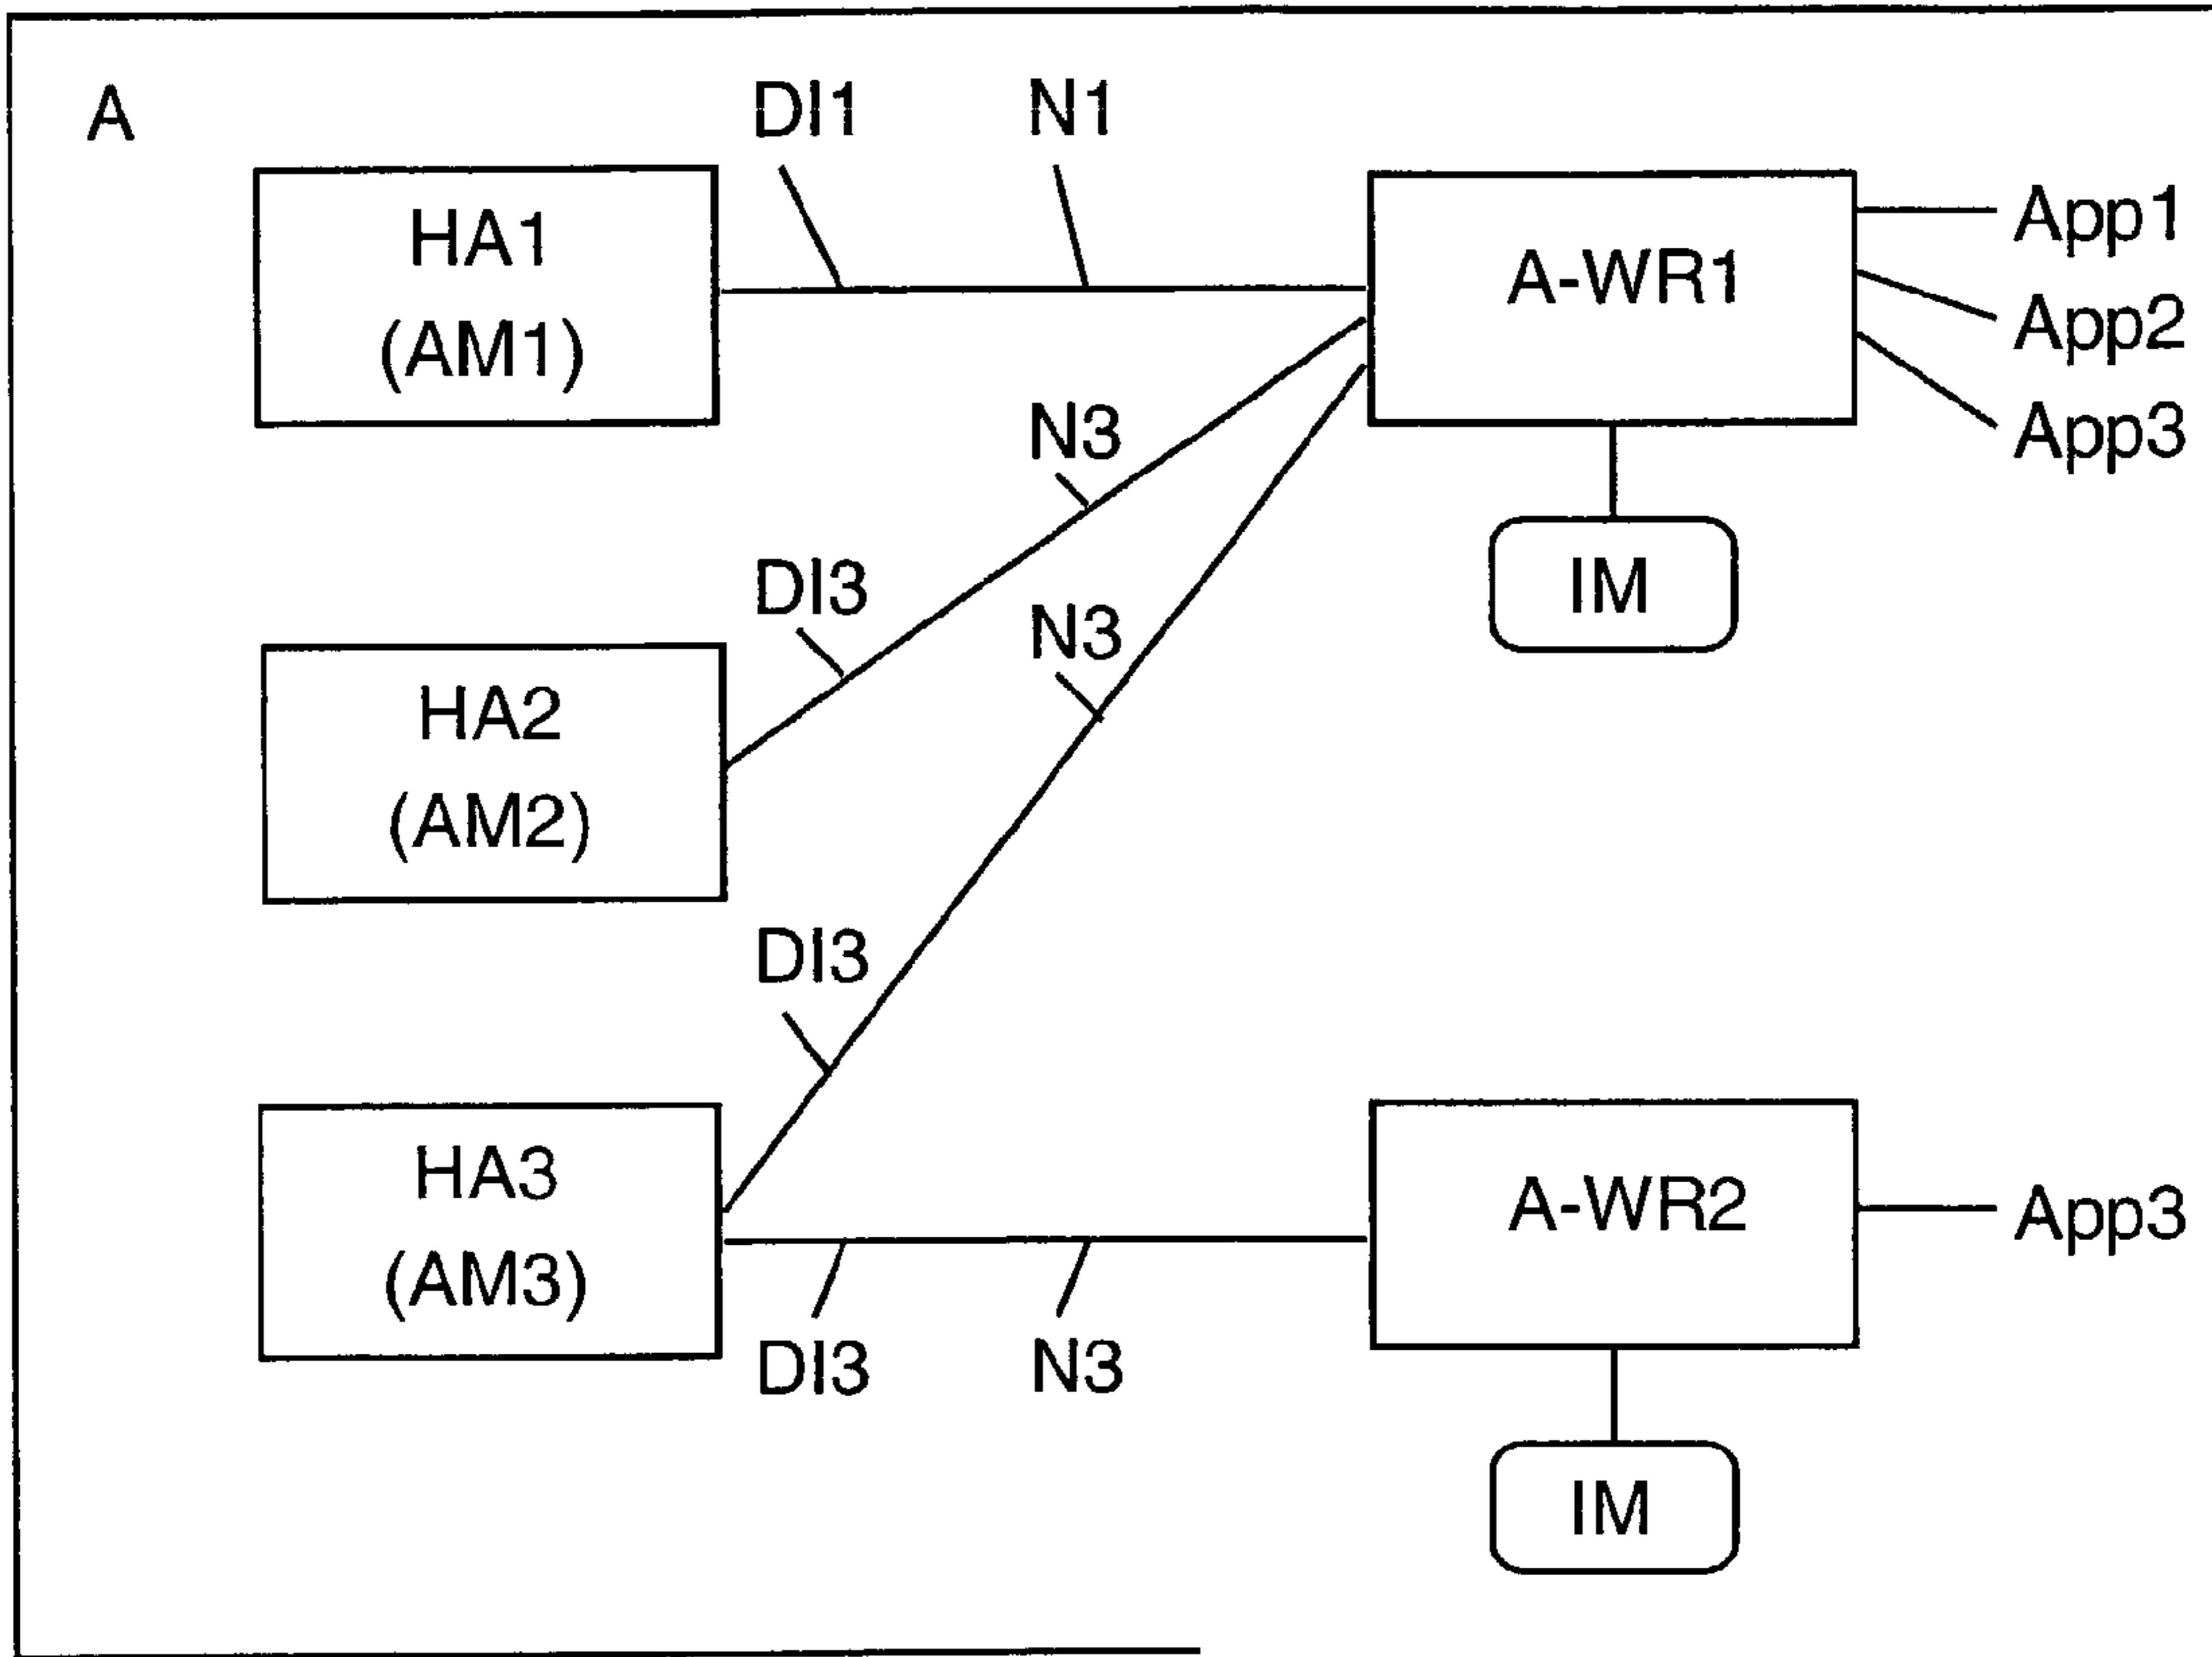 A
DI1
N1
HA1
(AM1)
A-WR1
App1
App2
App3
N3
IM
DI3
N3
HA2
(AM2)
DI3
HA3
(AM3)
A-WR2
App3
DI3
N3
IM